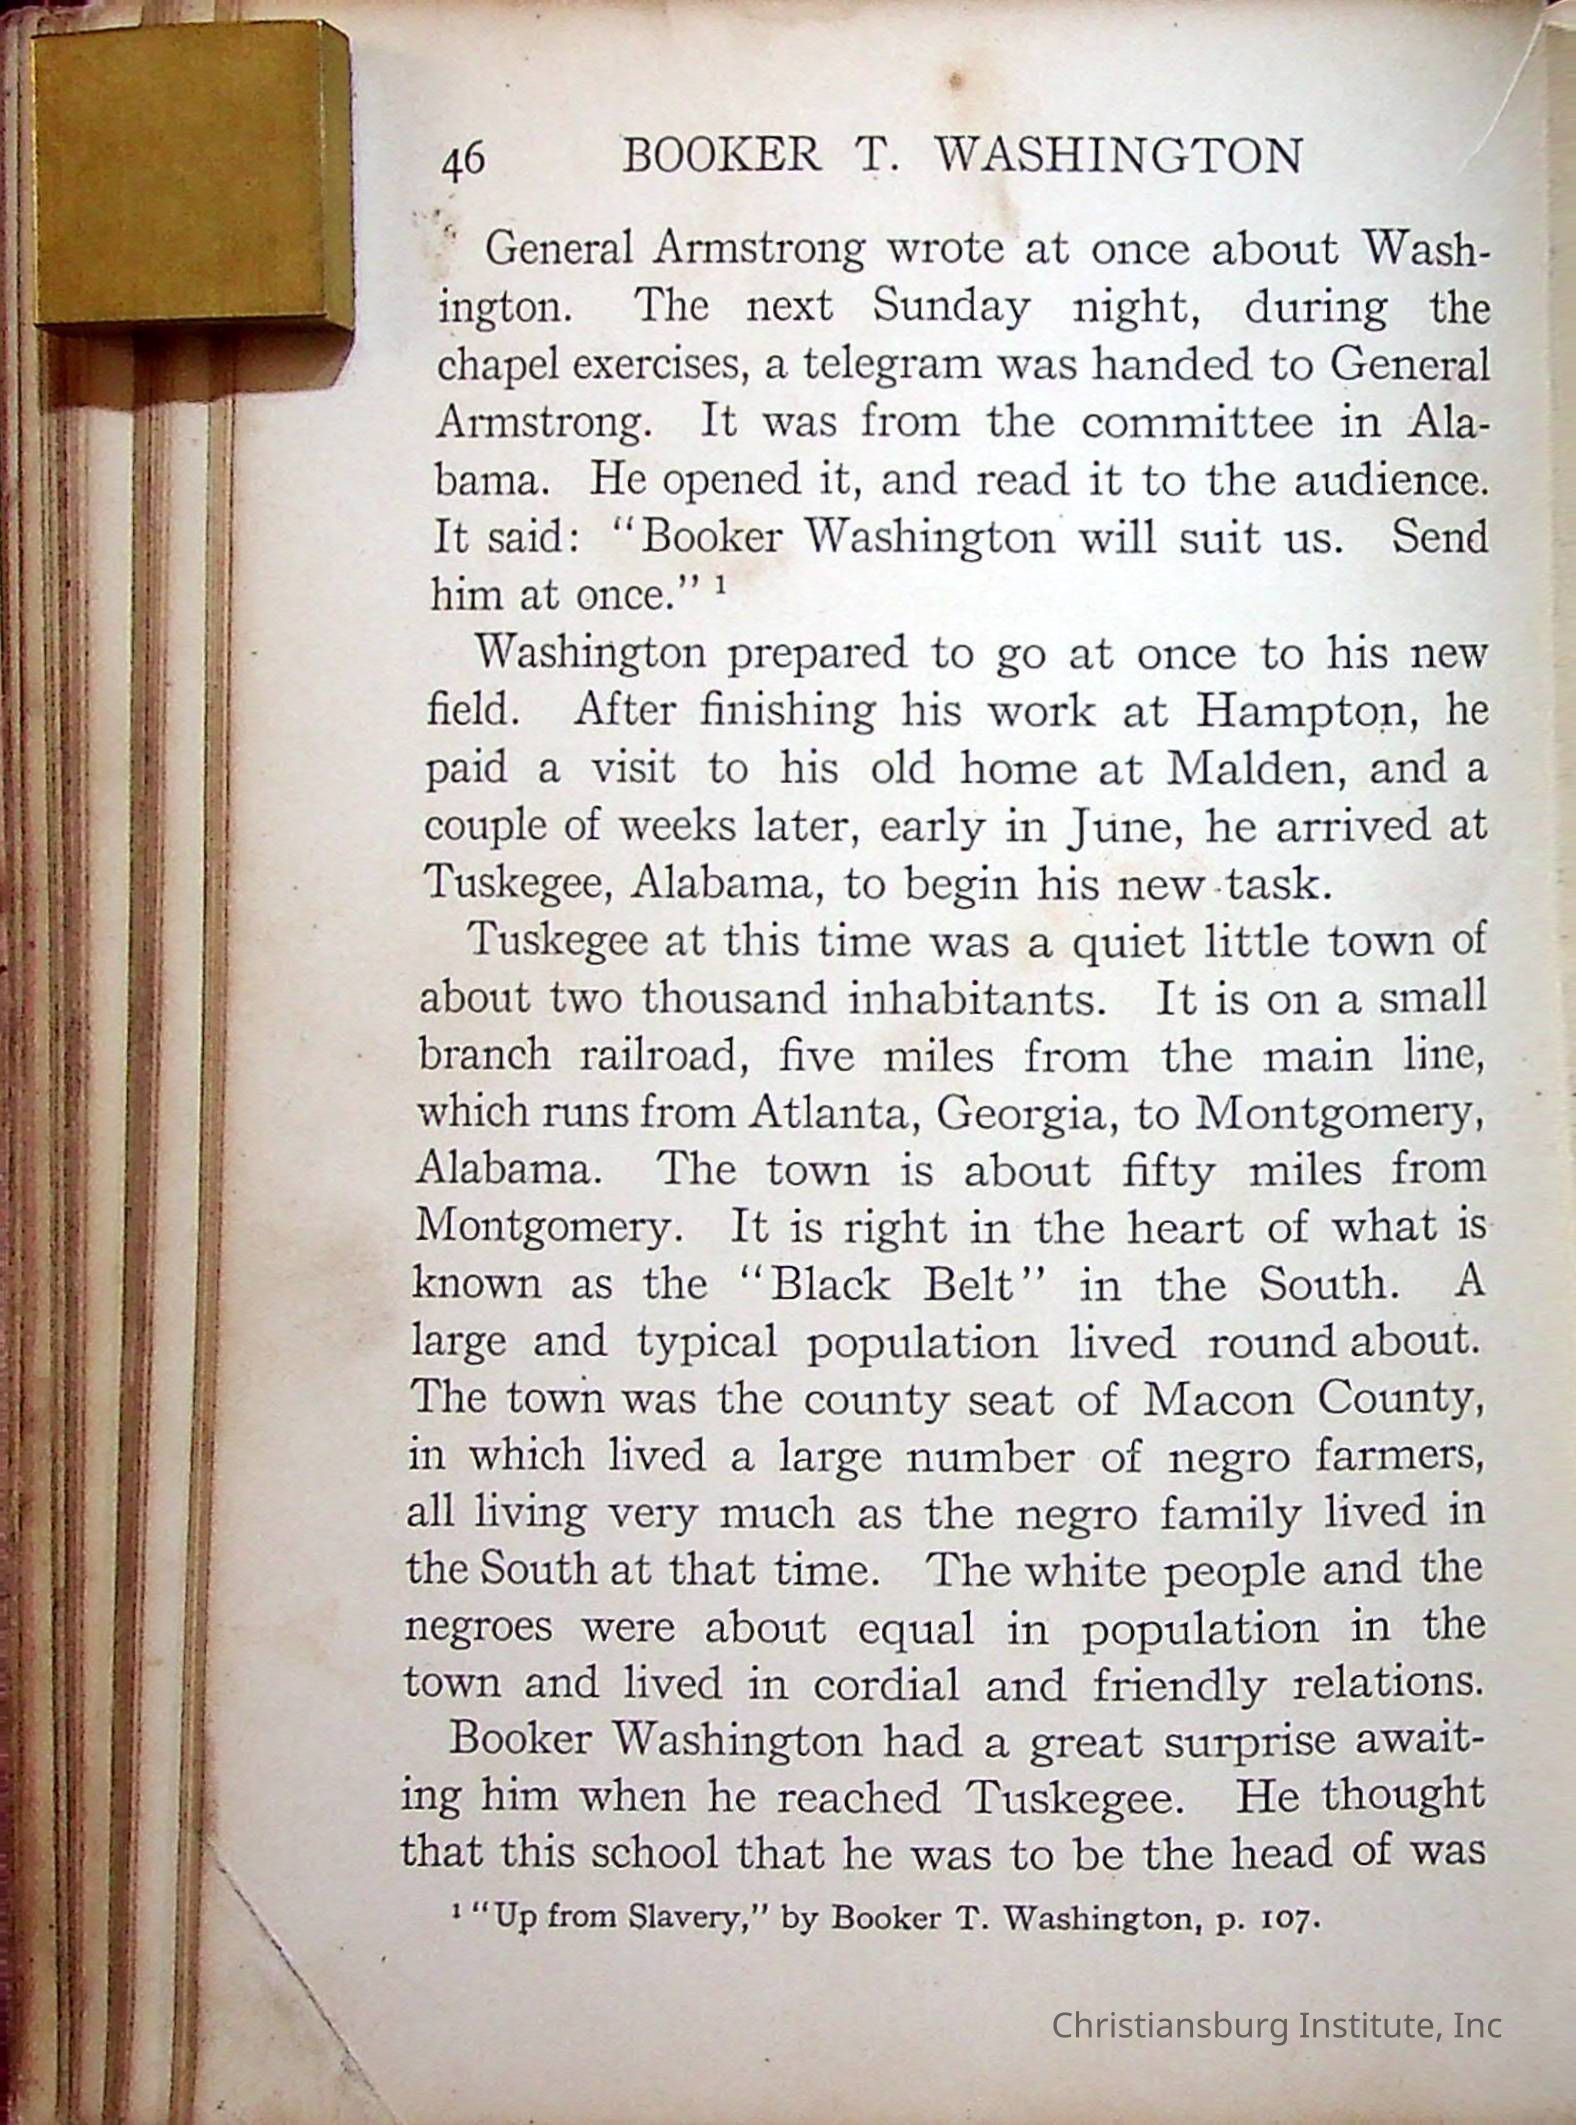 46 BOOKER T. WASHINGTON
General Armstrong wrote at once about Wash-
ington. The next Sunday night, during the
chapel exercises, a telegram was handed to General
Armstrong. It was from the committee in Ala-
bama. He opened it, and read it to the audience.
It said: "Booker Washington will suit us. Send
him at once." 1
Washington prepared to go at once to his new
field. After finishing his work at Hampton, he
paid a visit to his old home at Malden, and a
couple of weeks later, early in June, he arrived at
Tuskegee, Alabama, to begin his new task.
Tuskegee at this time was a quiet little town of
about two thousand inhabitants. It is on a small
branch railroad, five miles from the main line,
which runs from Atlanta, Georgia, to Montgomery,
Alabama. The town is about fifty miles from
Montgomery. It is right in the heart of what is
known as the "Black Belt" in the South. A
large and typical population lived round about.
The town was the county seat of Macon County,
in which lived a large number of negro farmers,
all living very much as the negro family lived in
the South at that time. The white people and the
negroes were about equal in population in the
town and lived in cordial and friendly relations.
Booker Washington had a great surprise await-
ing him when he reached Tuskegee. He thought
that this school that he was to be the head of was
1 "Up from Slavery," by Booker T. Washington, p. 107.
Christiansburg Institute, Inc